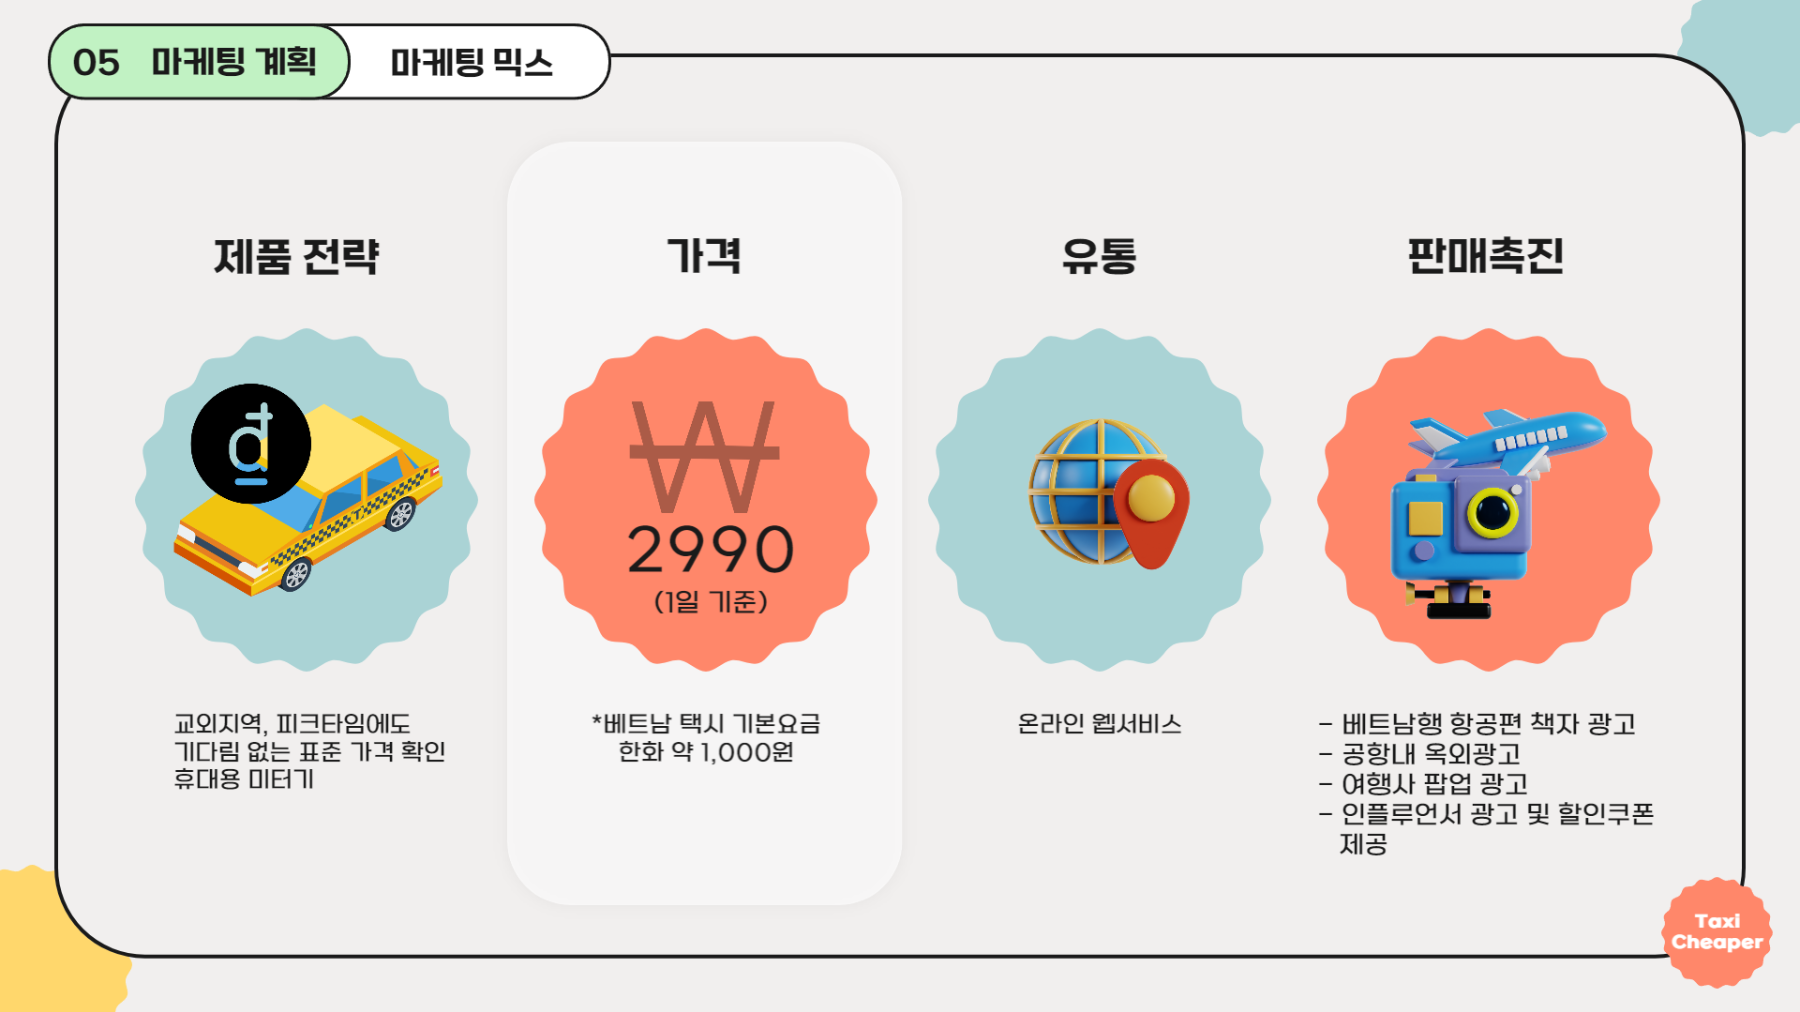 05 마케팅 계획 마케팅 믹스
제품 전략
교외지역, 피크타임에도
기다림 없는 표준 가격 확인
휴대용 미터기
가격
₩
2990
(1일 기준)
*베트남 택시 기본요금
한화 약 1,000원
유통
온라인 웹서비스
판매촉진
- 베트남행 항공편 책자 광고
- 공항내 옥외광고
- 여행사 팝업 광고
- 인플루언서 광고 및 할인쿠폰
제공
Taxi
Cheaper